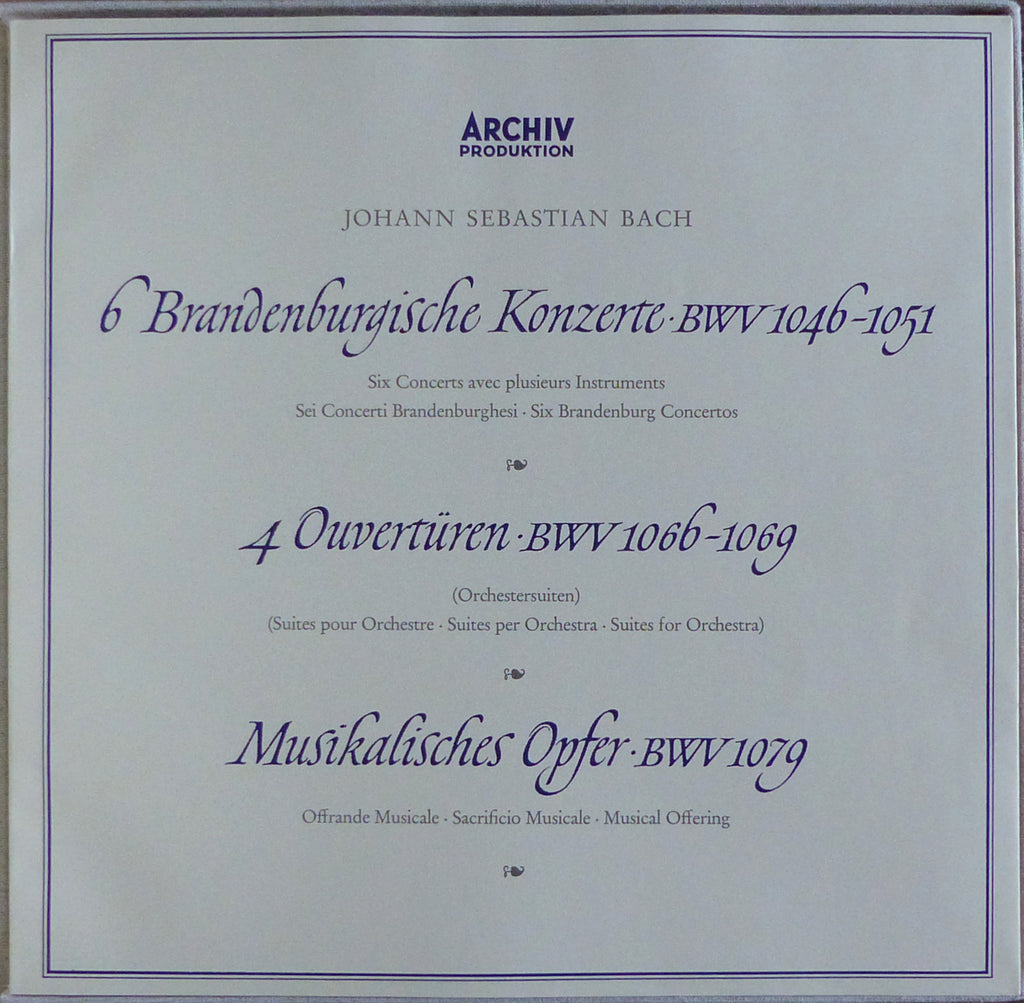 ARCHIV
PRODUKTION
JOHANN SEBASTIAN BACH
6 Brandenburgische Konzerte · BWV 1046-1051
Six Concerts avec plusieurs Instruments
Sei Concerti Brandenburghesi · Six Brandenburg Concertos
4 Ouvertüren · BWV 1066-1069
(Orchestersuiten)
(Suites pour Orchestre · Suites per Orchestra · Suites for Orchestra)
Musikalisches Opfer · BWV 1079
Offrande Musicale · Sacrificio Musicale · Musical Offering